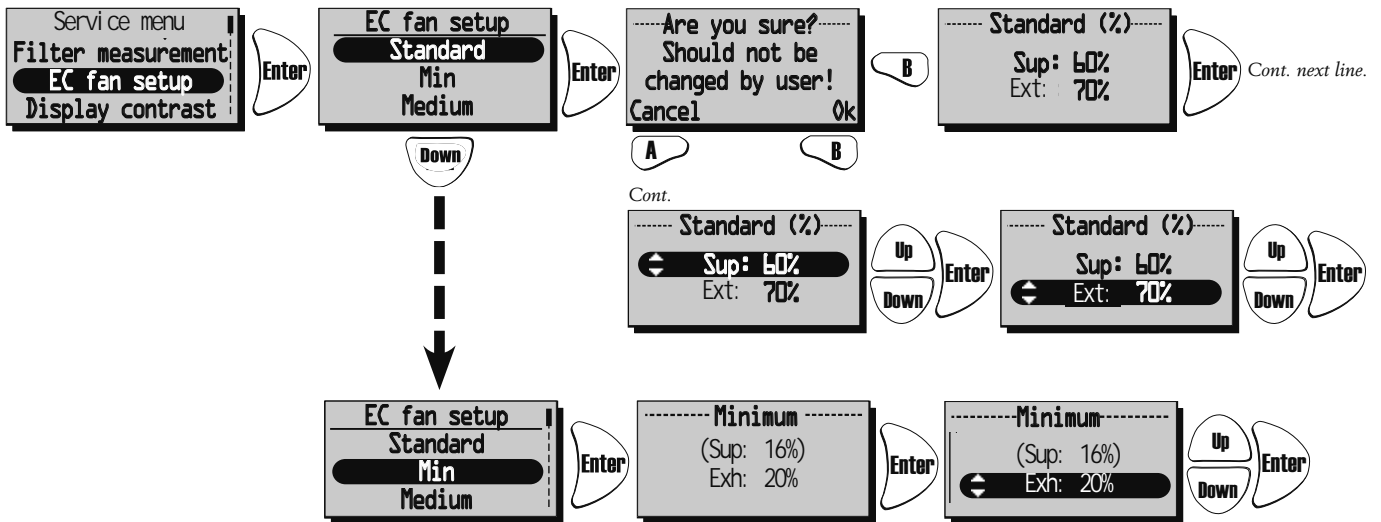 Service menu
Filter measurement
EC fan setup
Display contrast
Enter
EC fan setup
Standard
Min
Medium
Enter
Down
Are you sure?
Should not be
changed by user!
Cancel Ok
A B
B
Standard (%)
Sup: 60%
Ext: 70%
Enter
Cont. next line.
Cont.
Standard (%)
Sup: 60%
Ext: 70%
Up
Down
Enter
Standard (%)
Sup: 60%
Ext: 70%
Up
Down
Enter
EC fan setup
Standard
Min
Medium
Enter
Minimum
(Sup: 16%)
Exh: 20%
Enter
Minimum
(Sup: 16%)
Exh: 20%
Up
Down
Enter